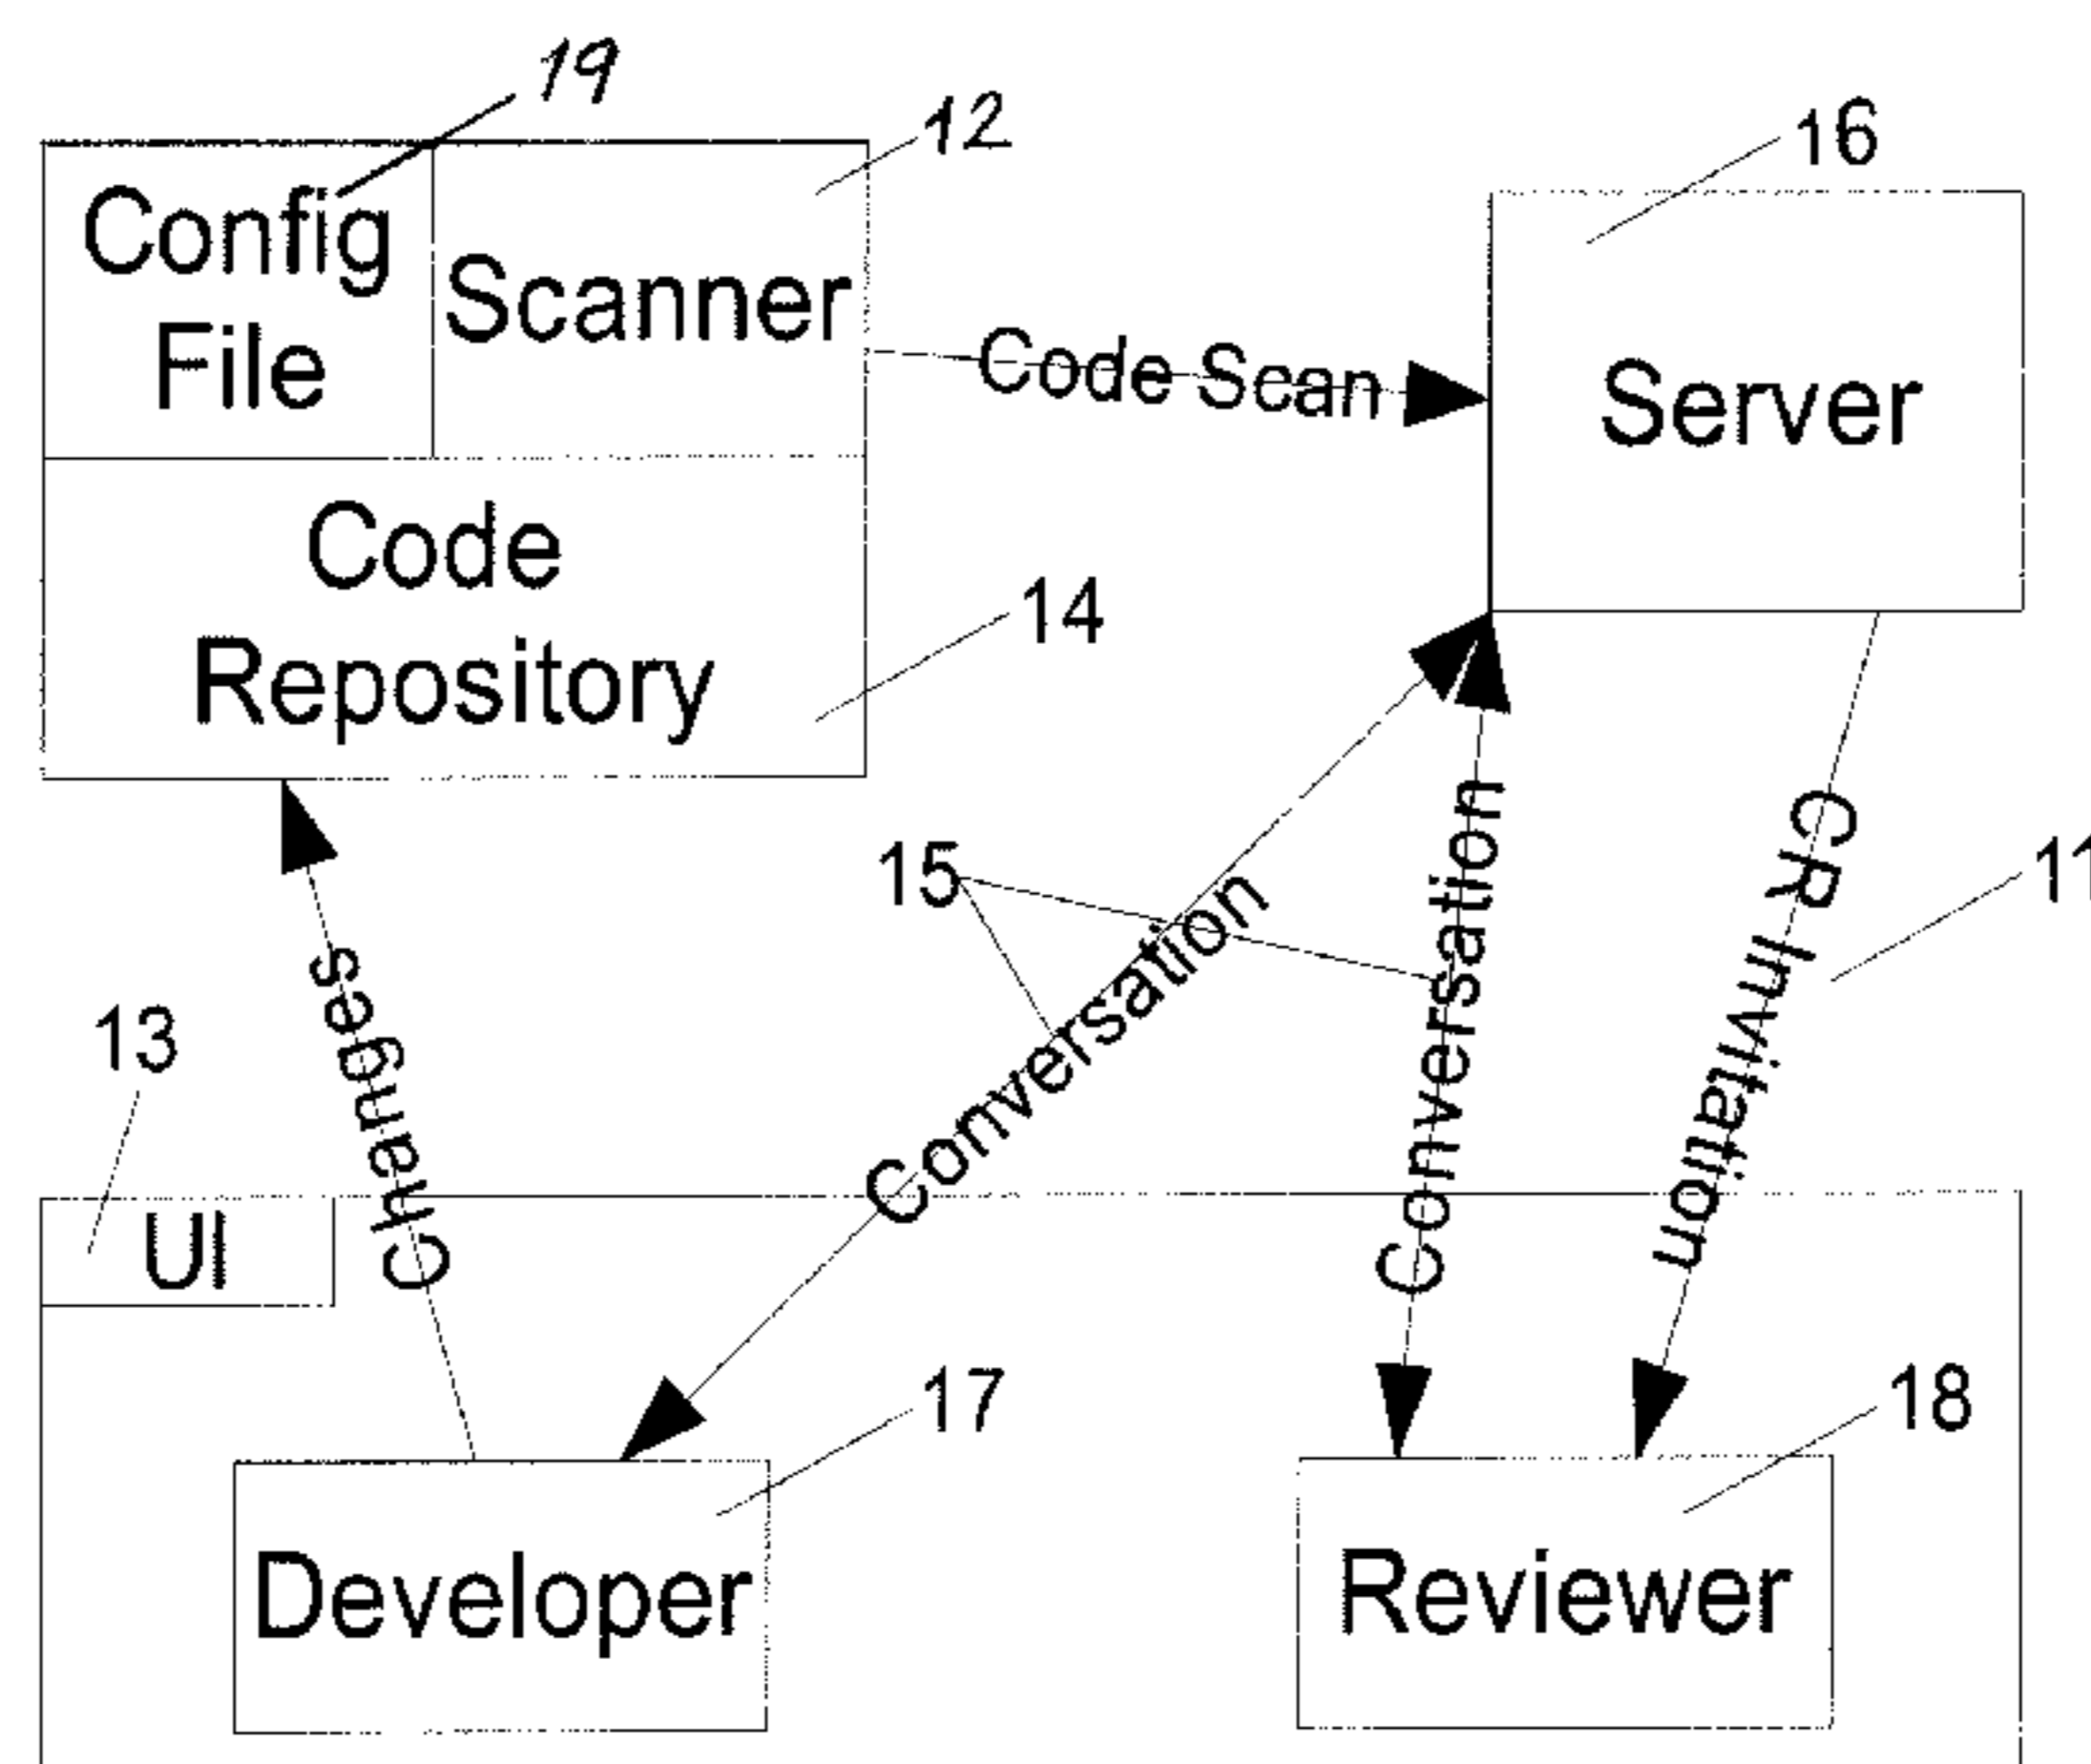 19
12
16
Config
File
Scanner
Code Scan
Server
Code
Repository
14
15
Conversation
Conversation
CR Invitation
11
Changes
13
UI
17
18
Developer
Reviewer